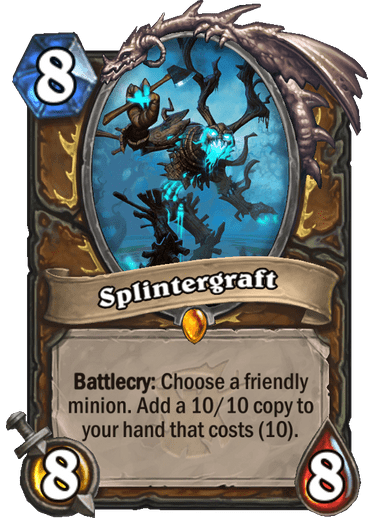 8
Splintergraft
Battlecry: Choose a friendly
minion. Add a 10/10 copy to
your hand that costs (10).
8
8